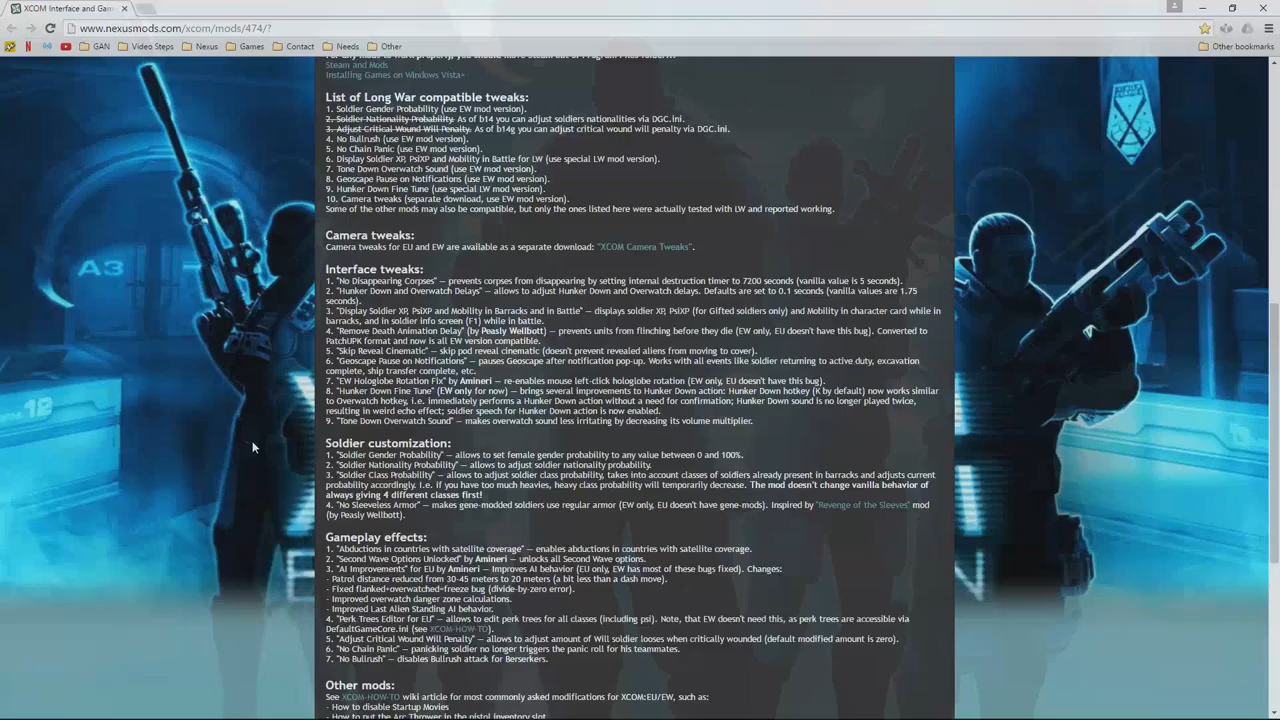 XCOM Interface and Gam
www.nexusmods.com/xcom/mods/474/?
GAN
Video Steps
Nexus
Games
Contact
Needs
Other
Other bookmarks
Steam and Mods
Installing Games on Windows Vista+
List of Long War compatible tweaks:
1. Soldier Gender Probability (use EW mod version).
2. Soldier Nationality Probability. As of b14 you can adjust soldiers nationalities via DGC.ini.
3. Adjust Critical Wound Will Penalty. As of b14g you can adjust critical wound will penalty via DGC.ini.
4. No Bullrush (use EW mod version).
5. No Chain Panic (use EW mod version).
6. Display Soldier XP, PsiXP and Mobility in Battle for LW (use special LW mod version).
7. Tone Down Overwatch Sound (use EW mod version).
8. Geoscape Pause on Notifications (use EW mod version).
9. Hunker Down Fine Tune (use special LW mod version).
10. Camera tweaks (separate download, use EW mod version).
Some of the other mods may also be compatible, but only the ones listed here were actually tested with LW and reported working.
Camera tweaks:
Camera tweaks for EU and EW are available as a separate download: "XCOM Camera Tweaks".
Interface tweaks:
1. "No Disappearing Corpses" — prevents corpses from disappearing by setting internal destruction timer to 7200 seconds (vanilla value is 5 seconds).
2. "Hunker Down and Overwatch Delays" — allows to adjust Hunker Down and Overwatch delays. Defaults are set to 0.1 seconds (vanilla values are 1.75
seconds).
3. "Display Soldier XP, PsiXP and Mobility in Barracks and in Battle" — displays soldier XP, PsiXP (for Gifted soldiers only) and Mobility in character card while in
barracks, and in soldier info screen (F1) while in battle.
4. "Remove Death Animation Delay" (by Peasly Wellbott) — prevents units from flinching before they die (EW only, EU doesn't have this bug). Converted to
PatchUPK format and now is all EW version compatible.
5. "Skip Reveal Cinematic" — skip pod reveal cinematic (doesn't prevent revealed aliens from moving to cover).
6. "Geoscape Pause on Notifications" — pauses Geoscape after notification pop-up. Works with all events like soldier returning to active duty, excavation
complete, ship transfer complete, etc.
7. "EW Hologlobe Rotation Fix" by Amineri — re-enables mouse left-click hologlobe rotation (EW only, EU doesn't have this bug).
8. "Hunker Down Fine Tune" (EW only for now) — brings several improvements to Hunker Down action: Hunker Down hotkey (K by default) now works similar
to Overwatch hotkey, i.e. immediately performs a Hunker Down action without a need for confirmation; Hunker Down sound is no longer played twice,
resulting in weird echo effect; soldier speech for Hunker Down action is now enabled.
9. "Tone Down Overwatch Sound" — makes overwatch sound less irritating by decreasing its volume multiplier.
Soldier customization:
1. "Soldier Gender Probability" — allows to set female gender probability to any value between 0 and 100%.
2. "Soldier Nationality Probability" — allows to adjust soldier nationality probability.
3. "Soldier Class Probability" — allows to adjust soldier class probability, takes into account classes of soldiers already present in barracks and adjusts current
probability accordingly. I.e. if you have too much heavies, heavy class probability will temporarily decrease. The mod doesn't change vanilla behavior of
always giving 4 different classes first!
4. "No Sleeveless Armor" — makes gene-modded soldiers use regular armor (EW only, EU doesn't have gene-mods). Inspired by "Revenge of the Sleeves" mod
(by Peasly Wellbott).
Gameplay effects:
1. "Abductions in countries with satellite coverage" — enables abductions in countries with satellite coverage.
2. "Second Wave Options Unlocked" by Amineri — unlocks all Second Wave options.
3. "AI Improvements" for EU by Amineri — Improves AI behavior (EU only, EW has most of these bugs fixed). Changes:
- Patrol distance reduced from 30-45 meters to 20 meters (a bit less than a dash move).
- Fixed flanked+overwatched=freeze bug (divide-by-zero error).
- Improved overwatch danger zone calculations.
- Improved Last Alien Standing AI behavior.
4. "Perk Trees Editor for EU" — allows to edit perk trees for all classes (including psi). Note, that EW doesn't need this, as perk trees are accessible via
DefaultGameCore.ini (see XCOM-HOW-TO).
5. "Adjust Critical Wound Will Penalty" — allows to adjust amount of Will soldier looses when critically wounded (default modified amount is zero).
6. "No Chain Panic" — panicking soldier no longer triggers the panic roll for his teammates.
7. "No Bullrush" — disables Bullrush attack for Berserkers.
Other mods:
See XCOM-HOW-TO wiki article for most commonly asked modifications for XCOM:EU/EW, such as:
- How to disable Startup Movies
- How to put the Arc Thrower in the pistol inventory slot
A3